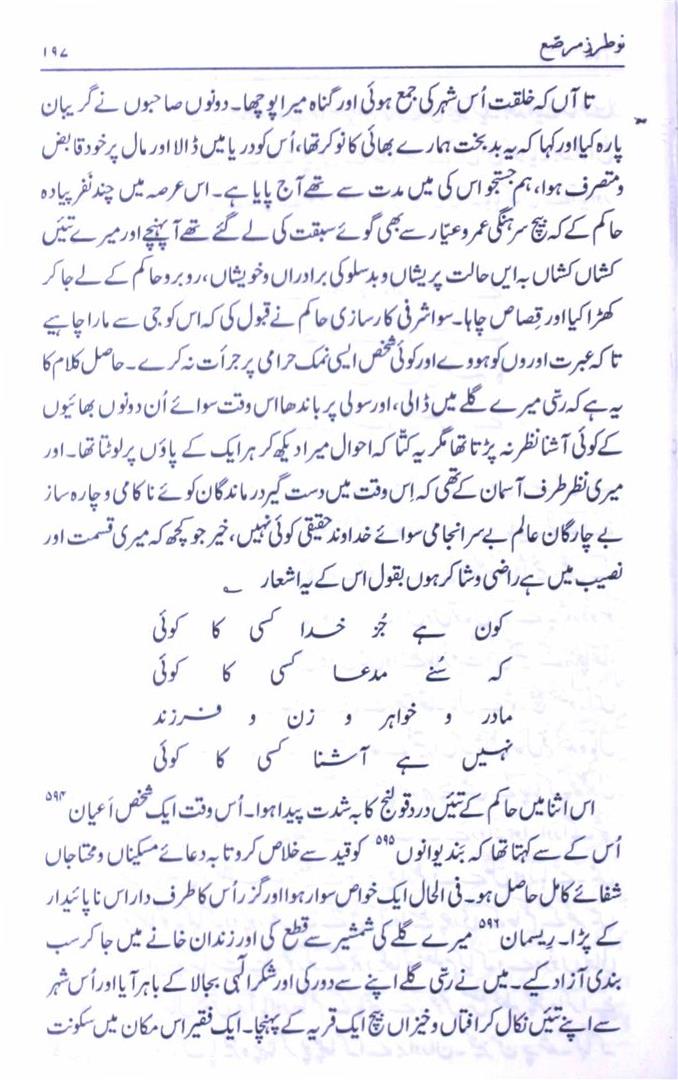 نو طرزِ مرصّع ۱۹۷
تا آں کہ خلقت اُس شہر کی جمع ہوئی اور گناہ میرا پوچھا۔ دونوں صاحبوں نے گریبان
پارہ کیا اور کہا کہ یہ بد بخت ہمارے بھائی کا نوکر تھا، اُس کو دریا میں ڈالا اور مال پر خود قابض
و متصرف ہوا، ہم جستجو اس کی میں مدت سے تھے آج پایا ہے۔ اس عرصہ میں چند نفر پیادہ
حاکم کے کہ بیچ سرہنگی عمرو عیّار سے بھی گوئے سبقت کی لے گئے تھے آ پہنچے اور میرے تئیں
کشاں کشاں بہ ایں حالت پریشاں و بدسلوکی برادراں و خویشاں، روبرو حاکم کے لے جا کر
کھڑا کیا اور قِصاص چاہا۔ سو اشرفی کارسازی حاکم نے قبول کی کہ اس کو جی سے مارا چاہیے
تا کہ عبرت اوروں کو ہووے اور کوئی شخص ایسی نمک حرامی پر جرأت نہ کرے۔ حاصل کلام کا
یہ ہے کہ رسّی میرے گلے میں ڈالی، اور سولی پر باندھا اس وقت سوائے اُن دونوں بھائیوں
کے کوئی آشنا نظر نہ پڑتا تھا مگر یہ کتّا کہ احوال میرا دیکھ کر ہر ایک کے پاؤں پر لوٹتا تھا۔ اور
میری نظر طرف آسمان کے تھی کہ اِس وقت میں دست گیر درماندگان کوئے ناکامی و چارہ ساز
بے چارگان عالم بے سرانجامی سوائے خداوند حقیقی کوئی نہیں، خیر جو کچھ کہ میری قسمت اور
نصیب میں ہے راضی و شاکر ہوں بقول اس کے یہ اشعار ؎
کون ہے جُز خدا کسی کا کوئی
کہ سُنے مدعا کسی کا کوئی
مادر و خواہر و زن و فرزند
نہیں ہے آشنا کسی کا کوئی
اس اثنا میں حاکم کے تئیں درد قولنج کا بہ شدت پیدا ہوا۔ اُس وقت ایک شخص اَعیان ۵۹۴
اُس کے سے کہتا تھا کہ بَندیوانوں ۵۹۵ کو قید سے خلاص کرو تا بہ دعائے مسکیناں و محتاجاں
شفائے کامل حاصل ہو۔ فی الحال ایک خواص سوار ہوا اور گزر اُس کا طرف دار اس ناپائیدار
کے پڑا۔ رِیسمان ۵۹۶ میرے گلے کی شمشیر سے قطع کی اور زندان خانے میں جا کر سب
بندی آزاد کیے۔ میں نے رسّی گلے اپنے سے دور کی اور شکر الٰہی بجالا کے باہر آیا اور اُس شہر
سے اپنے تئیں نکال کر افتاں و خیزاں بیچ ایک قریہ کے پہنچا۔ ایک فقیر اس مکان میں سکونت